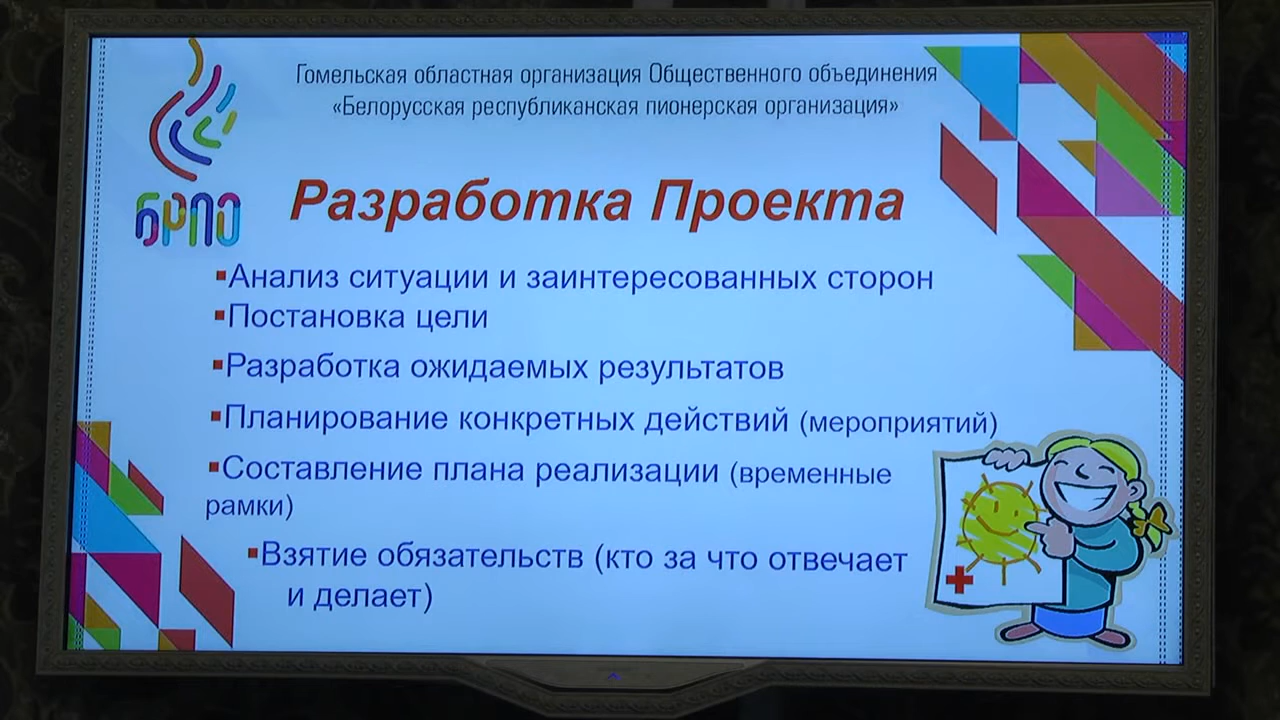 Гомельская областная организация Общественного объединения
«Белорусская республиканская пионерская организация»
БРПО
Разработка Проекта
▪Анализ ситуации и заинтересованных сторон
▪Постановка цели
▪Разработка ожидаемых результатов
▪Планирование конкретных действий (мероприятий)
▪Составление плана реализации (временные
рамки)
▪Взятие обязательств (кто за что отвечает
и делает)